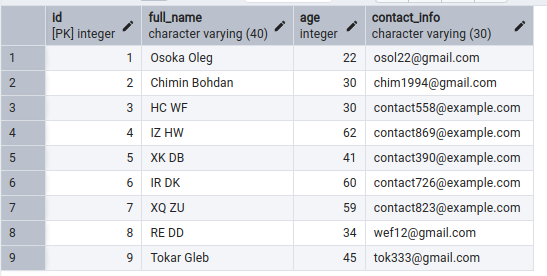 id full_name age contact_info
[PK] integer character varying (40) integer character varying (30)
1 1 Osoka Oleg 22 osol22@gmail.com
2 2 Chimin Bohdan 30 chim1994@gmail.com
3 3 HC WF 30 contact558@example.com
4 4 IZ HW 62 contact869@example.com
5 5 XK DB 41 contact390@example.com
6 6 IR DK 60 contact726@example.com
7 7 XQ ZU 59 contact823@example.com
8 8 RE DD 34 wef12@gmail.com
9 9 Tokar Gleb 45 tok333@gmail.com